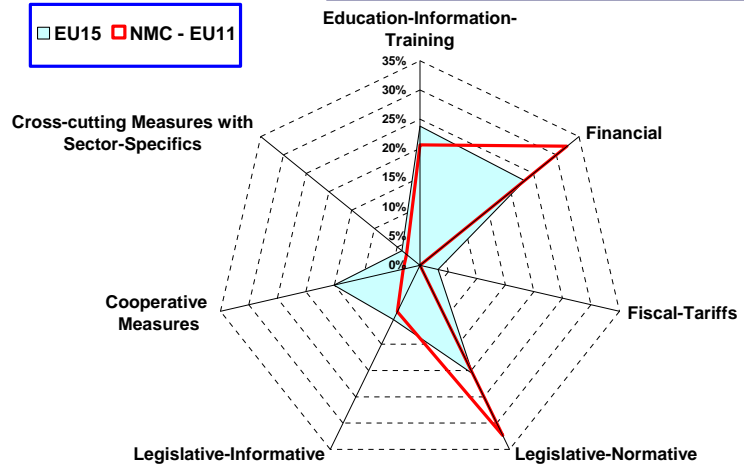 EU15 NMC - EU11
Education-Information-
Training
35%
30%
25%
20%
15%
10%
5%
0%
Cross-cutting Measures with
Sector-Specifics
Financial
Cooperative
Measures
Fiscal-Tariffs
Legislative-Informative
Legislative-Normative